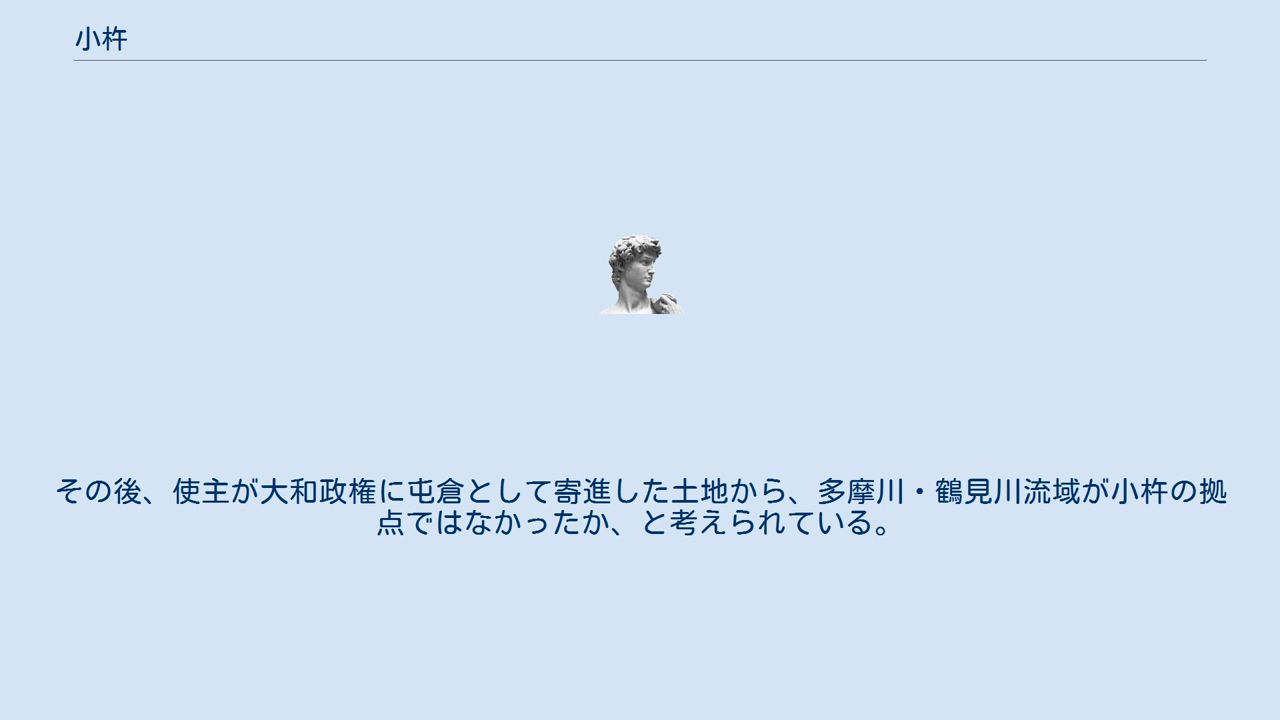 小杵
その後、使主が大和政権に屯倉として寄進した土地から、多摩川・鶴見川流域が小杵の拠
点ではなかったか、と考えられている。